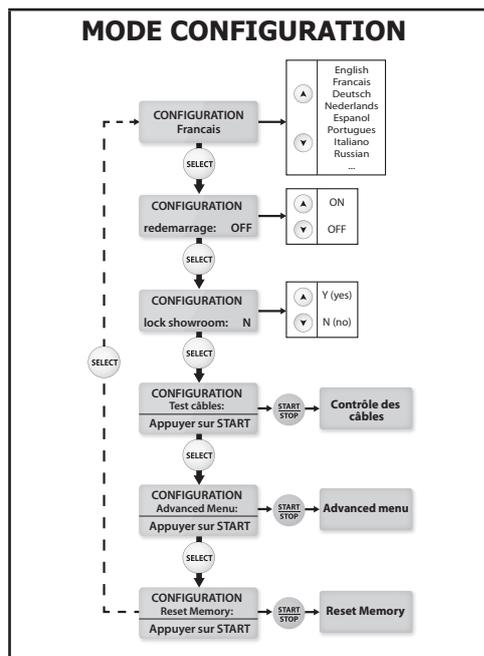 MODE CONFIGURATION
CONFIGURATION
Francais
English
Francais
Deutsch
Nederlands
Espanol
Portugues
Italiano
Russian
...
SELECT
CONFIGURATION
redemarrage: OFF
ON
OFF
SELECT
CONFIGURATION
lock showroom: N
Y (yes)
N (no)
SELECT
SELECT
CONFIGURATION
Test câbles:
Appuyer sur START
START
STOP
Contrôle des
câbles
SELECT
CONFIGURATION
Advanced Menu:
Appuyer sur START
START
STOP
Advanced menu
SELECT
CONFIGURATION
Reset Memory:
Appuyer sur START
START
STOP
Reset Memory